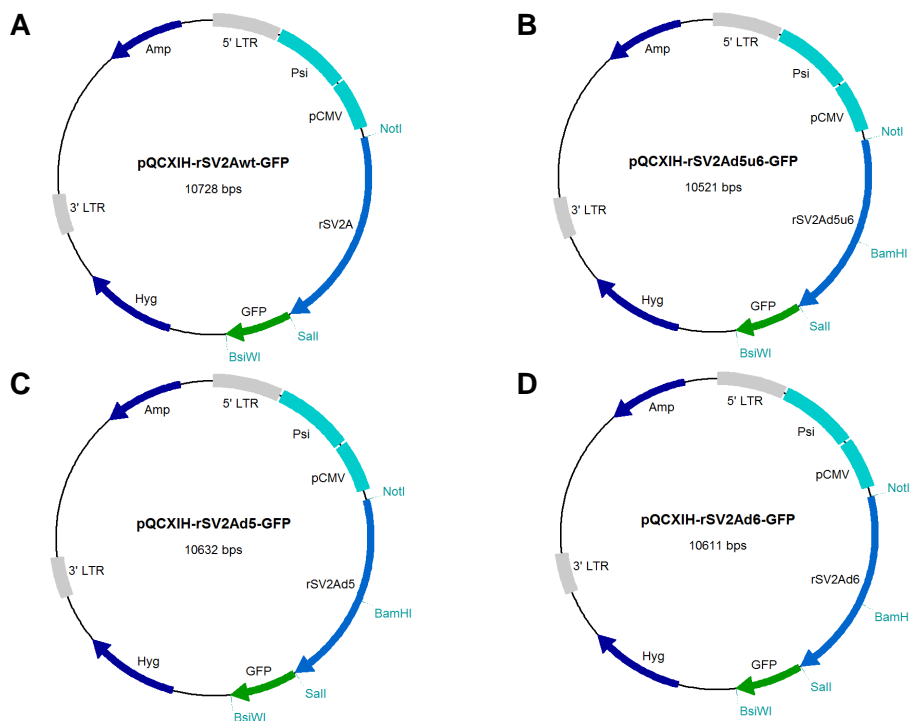 A
5' LTR
Amp
Psi
pCMV
NotI
pQCXIH-rSV2Awt-GFP
10728 bps
3' LTR
rSV2A
Hyg
GFP
SalI
BsiWI
B
5' LTR
Amp
Psi
pCMV
NotI
pQCXIH-rSV2Ad5u6-GFP
10521 bps
3' LTR
rSV2Ad5u6
BamHI
Hyg
GFP
SalI
BsiWI
C
5' LTR
Amp
Psi
pCMV
NotI
pQCXIH-rSV2Ad5-GFP
10632 bps
3' LTR
rSV2Ad5
BamHI
Hyg
GFP
SalI
BsiWI
D
5' LTR
Amp
Psi
pCMV
NotI
pQCXIH-rSV2Ad6-GFP
10611 bps
3' LTR
rSV2Ad6
BamH
Hyg
GFP
SalI
BsiWI